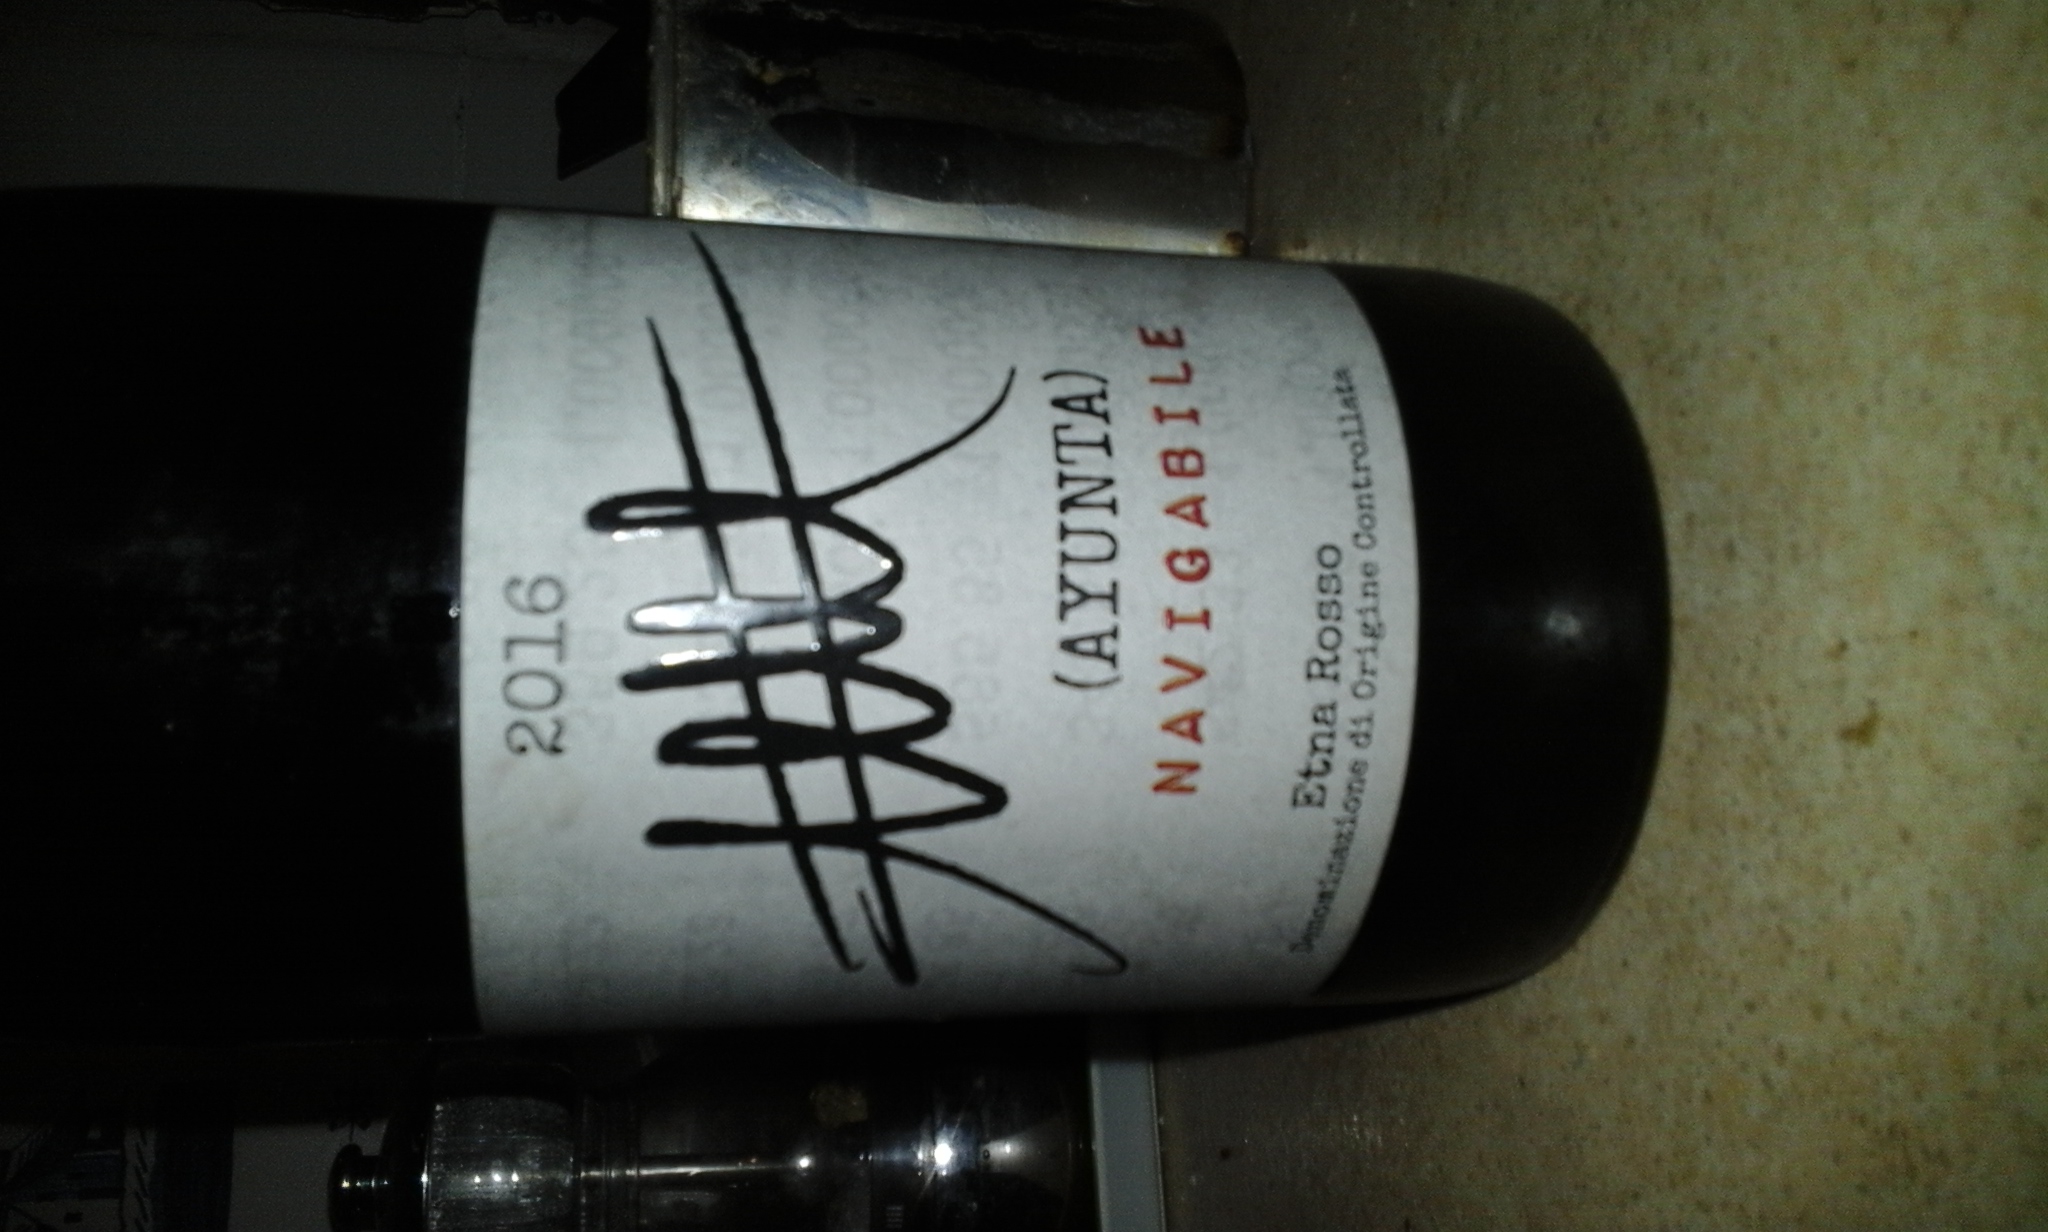 2016
(AYUNTA)
NAVIGABILE
Etna Rosso
Denominazione di Origine Controllata